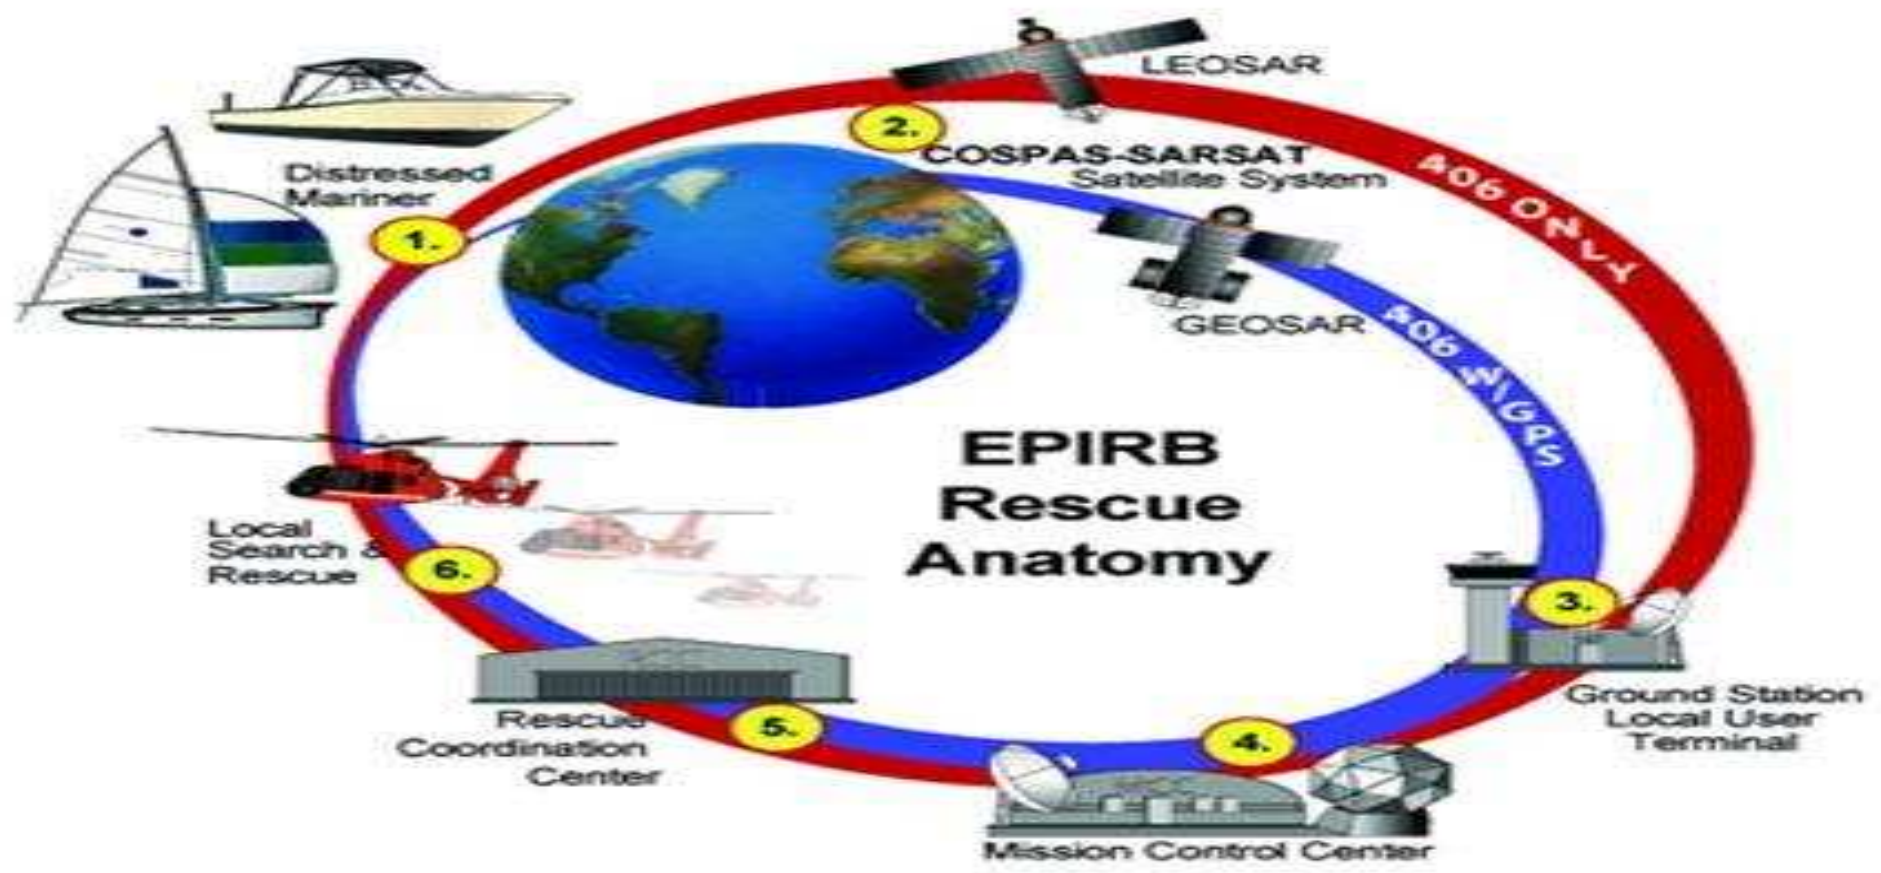 LEOSAR
2.
COSPAS-SARSAT
Satellite System
406 ONLY
Distressed
Mariner
1.
GEOSAR
406 W/GPS
EPIRB
Rescue
Anatomy
Local
Search &
Rescue
6.
3.
Ground Station
Local User
Terminal
Rescue
Coordination
Center
5.
4.
Mission Control Center